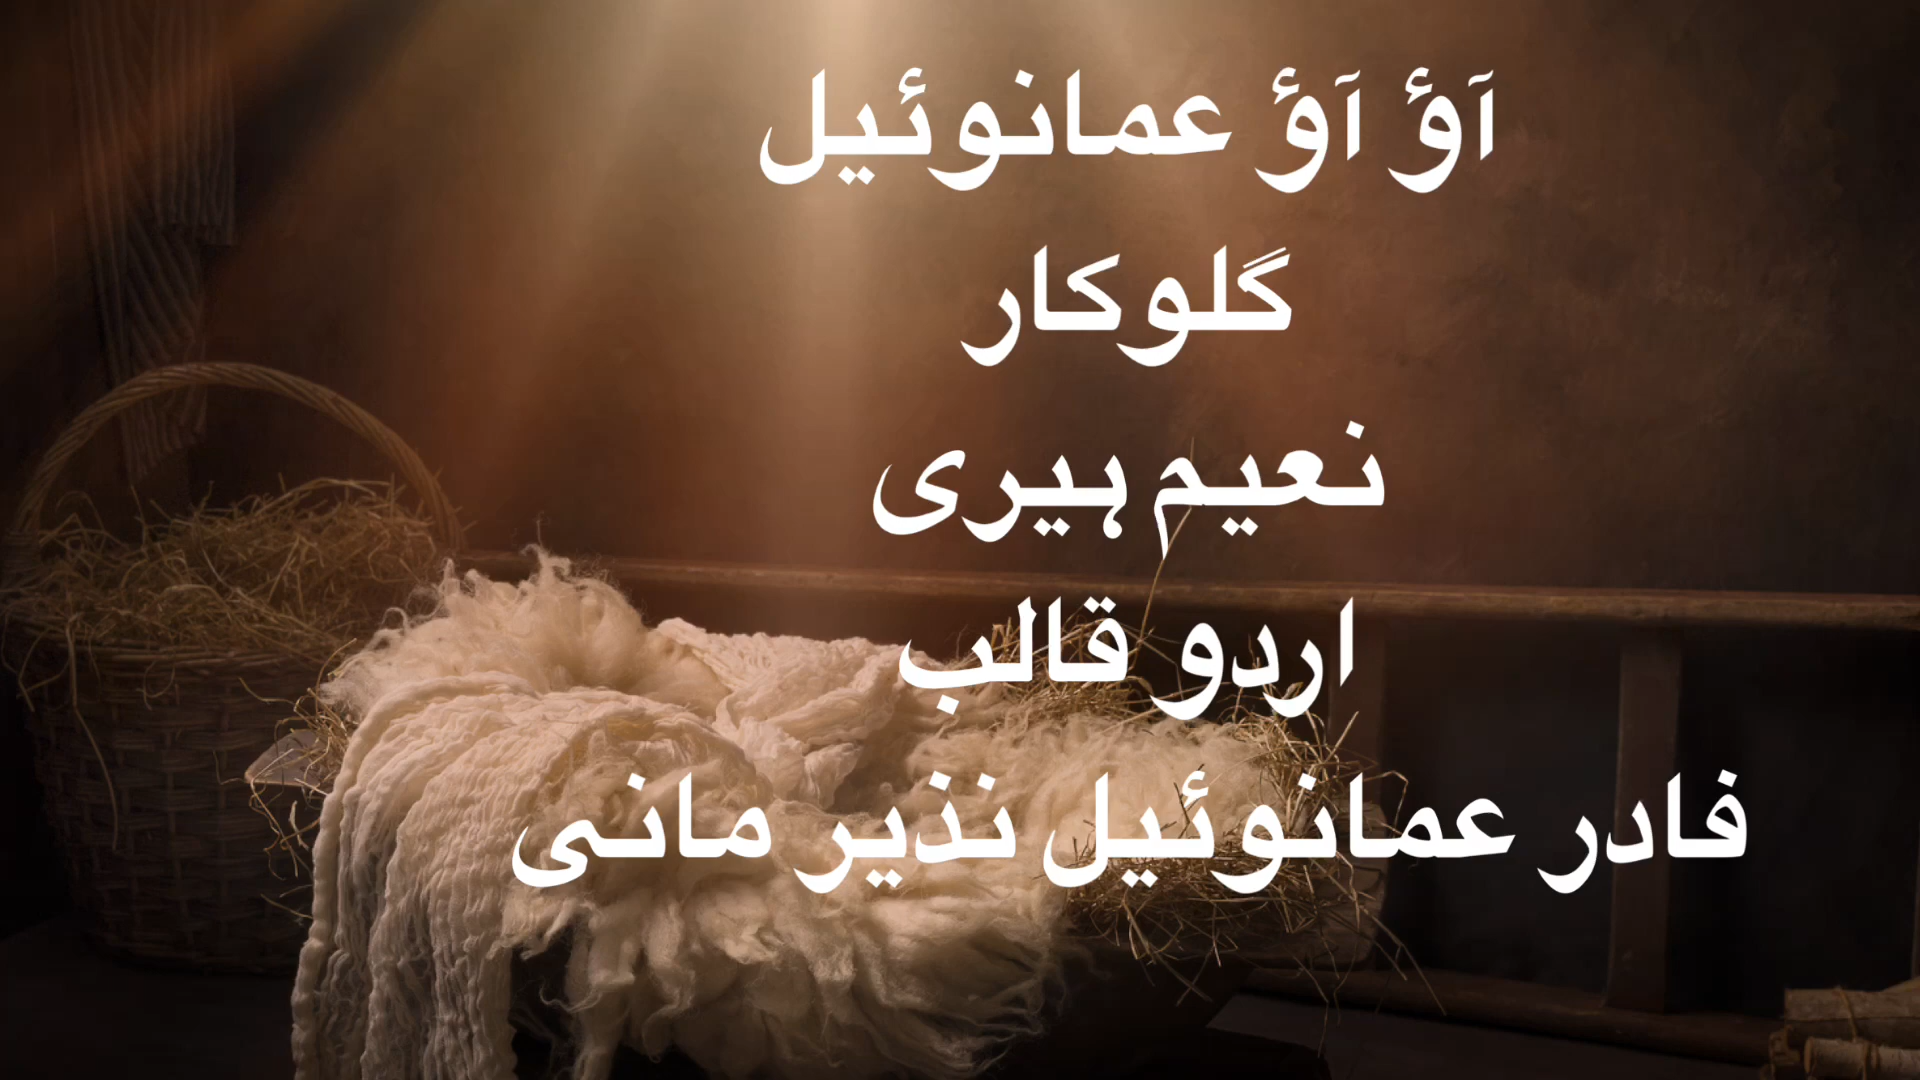 آؤ آؤ عمانوئیل
گلوکار
نعیم ہیری
اردو قالب
فادر عمانوئیل نذیر مانی